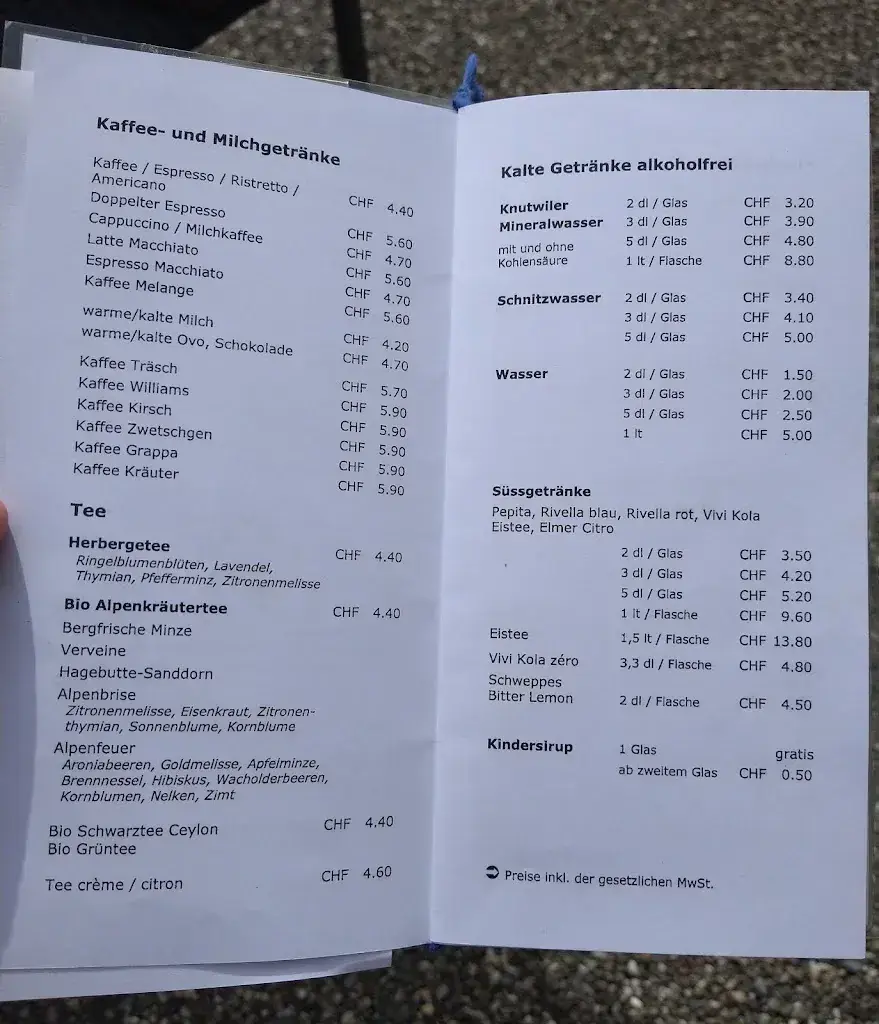 Kaffee- und Milchgetränke
Kaffee / Espresso / Ristretto /
Americano CHF 4.40
Doppelter Espresso CHF 5.60
Cappuccino / Milchkaffee CHF 4.70
Latte Macchiato CHF 5.60
Espresso Macchiato CHF 4.70
Kaffee Melange CHF 5.60
warme/kalte Milch CHF 4.20
warme/kalte Ovo, Schokolade CHF 4.70
Kaffee Träsch CHF 5.70
Kaffee Williams CHF 5.90
Kaffee Kirsch CHF 5.90
Kaffee Zwetschgen CHF 5.90
Kaffee Grappa CHF 5.90
Kaffee Kräuter CHF 5.90
Tee
Herbergetee CHF 4.40
Ringelblumenblüten, Lavendel,
Thymian, Pfefferminz, Zitronenmelisse
Bio Alpenkräutertee CHF 4.40
Bergfrische Minze
Verveine
Hagebutte-Sanddorn
Alpenbrise
Zitronenmelisse, Eisenkraut, Zitronen-
thymian, Sonnenblume, Kornblume
Alpenfeuer
Aroniabeeren, Goldmelisse, Apfelminze,
Brennnessel, Hibiskus, Wacholderbeeren,
Kornblumen, Nelken, Zimt
Bio Schwarztee Ceylon CHF 4.40
Bio Grüntee
Tee crème / citron CHF 4.60
Kalte Getränke alkoholfrei
Knutwiler 2 dl / Glas CHF 3.20
Mineralwasser 3 dl / Glas CHF 3.90
mit und ohne 5 dl / Glas CHF 4.80
Kohlensäure 1 lt / Flasche CHF 8.80
Schnitzwasser 2 dl / Glas CHF 3.40
3 dl / Glas CHF 4.10
5 dl / Glas CHF 5.00
Wasser 2 dl / Glas CHF 1.50
3 dl / Glas CHF 2.00
5 dl / Glas CHF 2.50
1 lt CHF 5.00
Süssgetränke
Pepita, Rivella blau, Rivella rot, Vivi Kola
Eistee, Elmer Citro
2 dl / Glas CHF 3.50
3 dl / Glas CHF 4.20
5 dl / Glas CHF 5.20
1 lt / Flasche CHF 9.60
Eistee 1,5 lt / Flasche CHF 13.80
Vivi Kola zéro 3,3 dl / Flasche CHF 4.80
Schweppes
Bitter Lemon 2 dl / Flasche CHF 4.50
Kindersirup 1 Glas gratis
ab zweitem Glas CHF 0.50
➲ Preise inkl. der gesetzlichen MwSt.